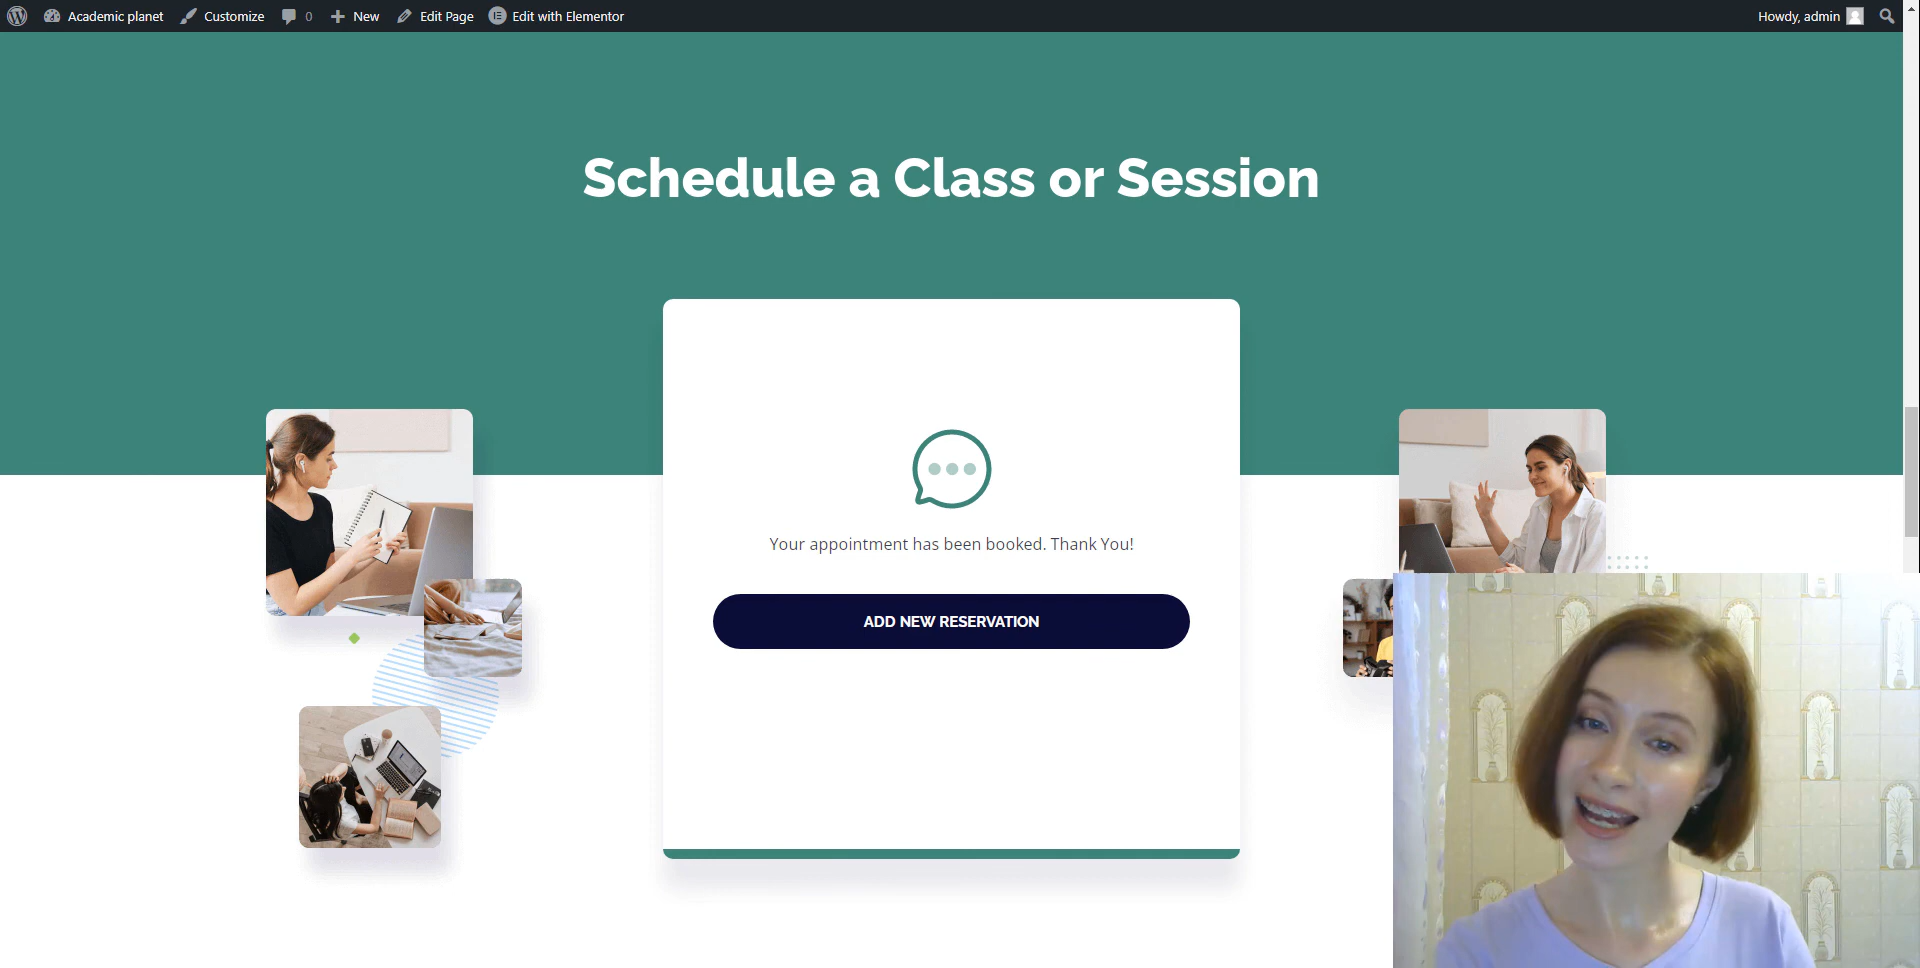 Academic planet Customize 0 New Edit Page Edit with Elementor Howdy, admin
Schedule a Class or Session
Your appointment has been booked. Thank You!
ADD NEW RESERVATION